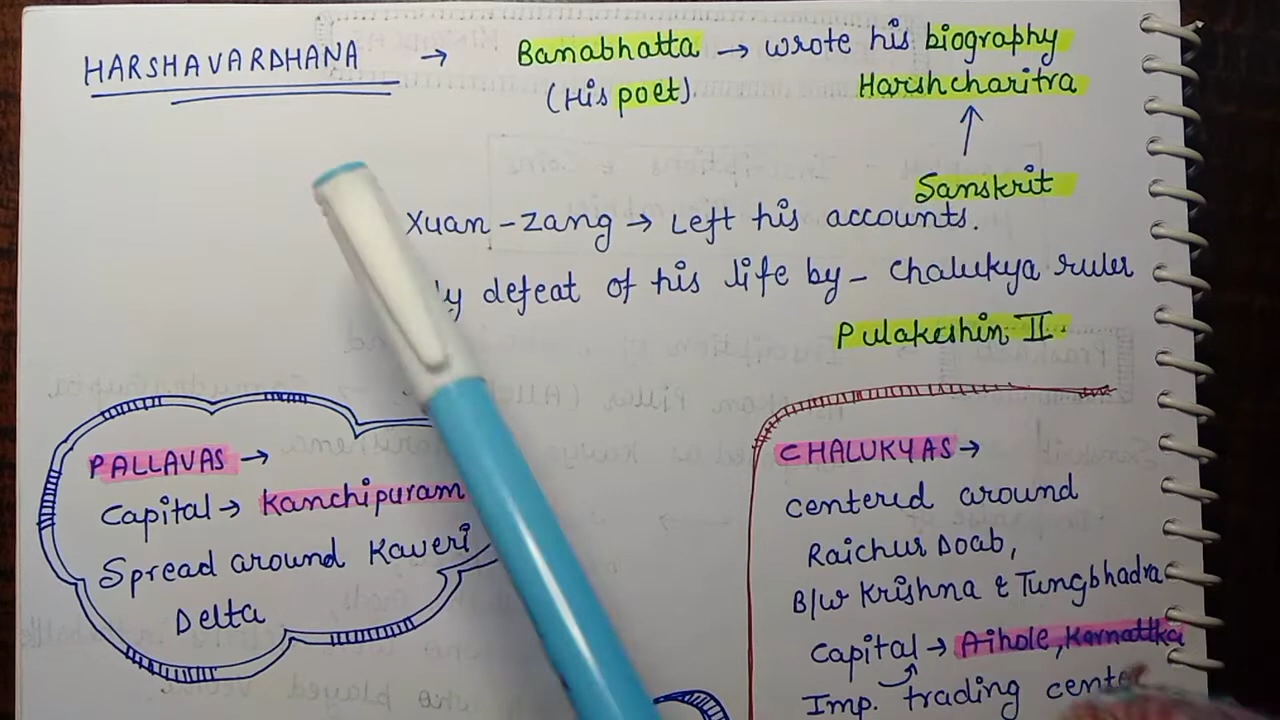 HARSHAVARDHANA → Banabhatta → wrote his biography
(His poet) Harshcharitra
↑
Sanskrit
Xuan-Zang → Left his accounts.
defeat of his life by - Chalukya ruler
Pulakeshin II
PALLAVAS →
Capital → Kanchipuram
Spread around Kaveri
Delta
CHALUKYAS →
centered around
Raichur Doab,
B/W Krishna & Tungbhadra
Capital → Aihole, Karnattka
Imp. trading center